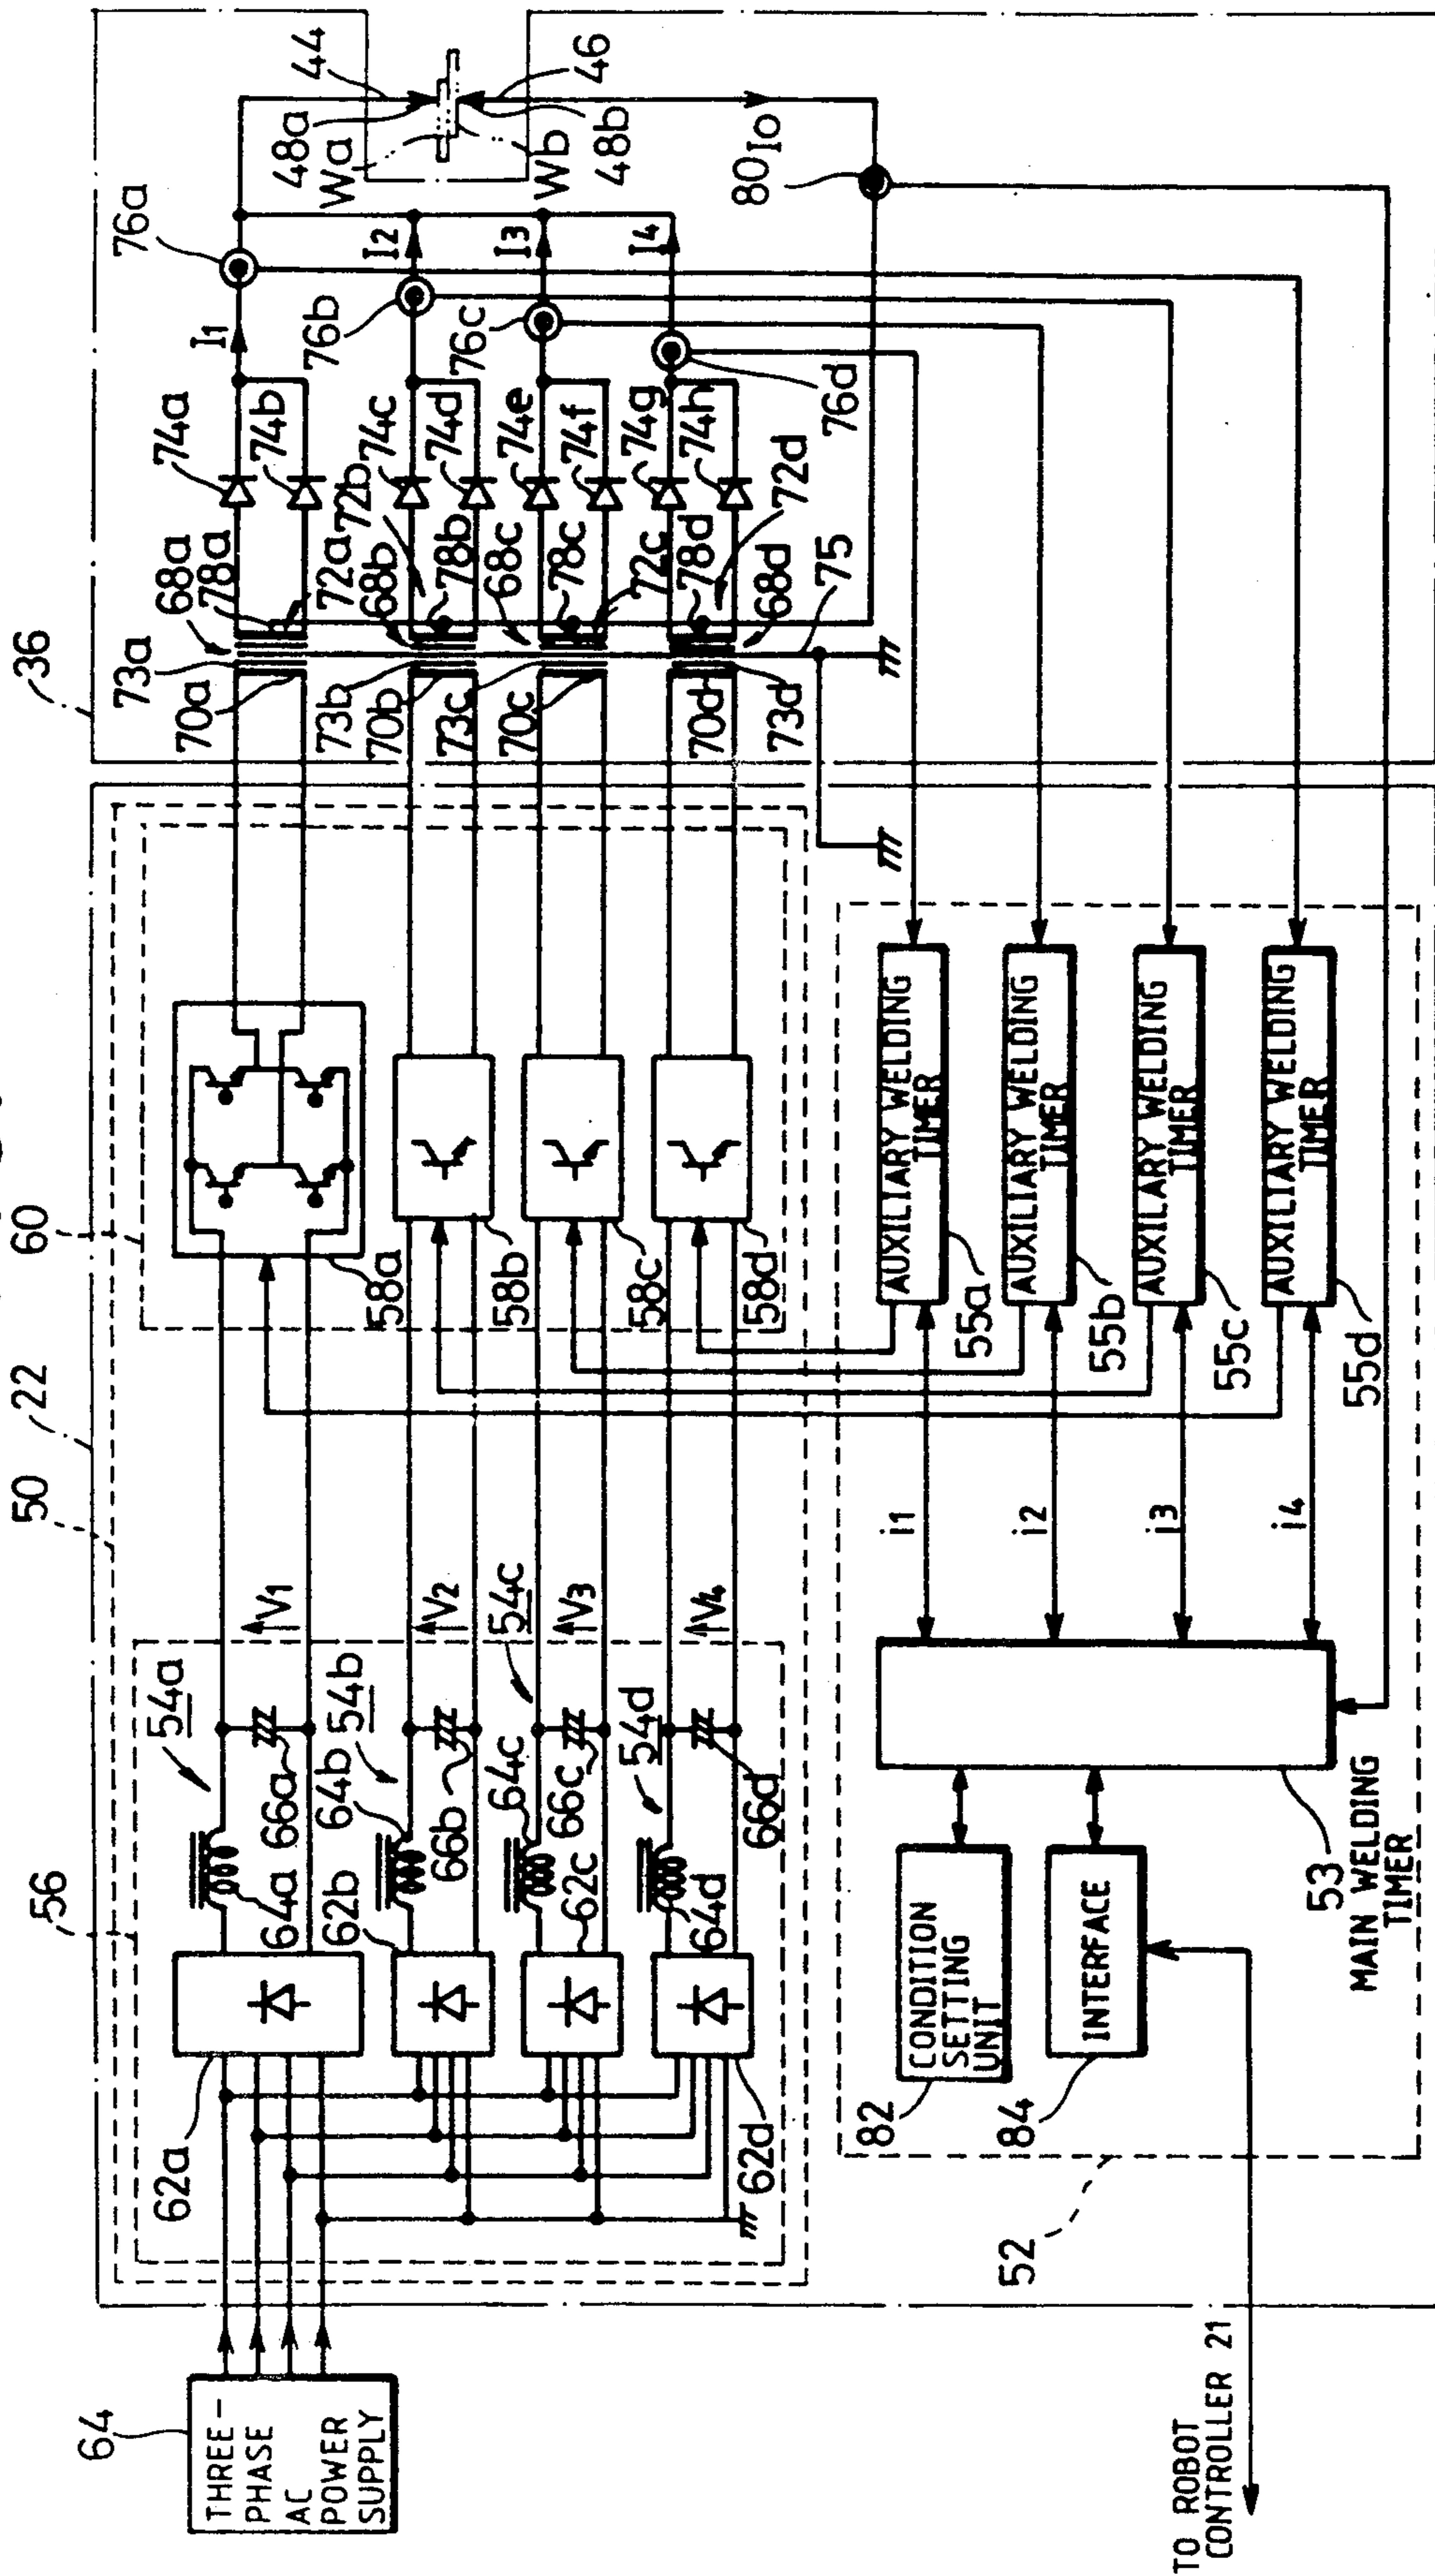 36
60
22
50
56
64
THREE-
PHASE
AC
POWER
SUPPLY
62a
62b
62c
62d
64a
64b
64c
64d
66a
66b
66c
66d
54a
54b
54c
54d
V1
V2
V3
V4
58a
58b
58c
58d
70a
70b
70c
70d
73a
73b
73c
73d
68a
68b
68c
68d
78a
78b
78c
78d
72a
72b
72c
72d
75
74a
74b
74c
74d
74e
74f
74g
74h
I1
I2
I3
I4
76a
76b
76c
76d
44
48a
Wa
Wb
48b
46
80
I0
AUXILIARY WELDING
TIMER
55a
AUXILIARY WELDING
TIMER
55b
AUXILARY WELDING
TIMER
55c
AUXILIARY WELDING
TIMER
55d
i1
i2
i3
i4
53
MAIN WELDING
TIMER
CONDITION
SETTING
UNIT
82
INTERFACE
84
52
TO ROBOT
CONTROLLER 21